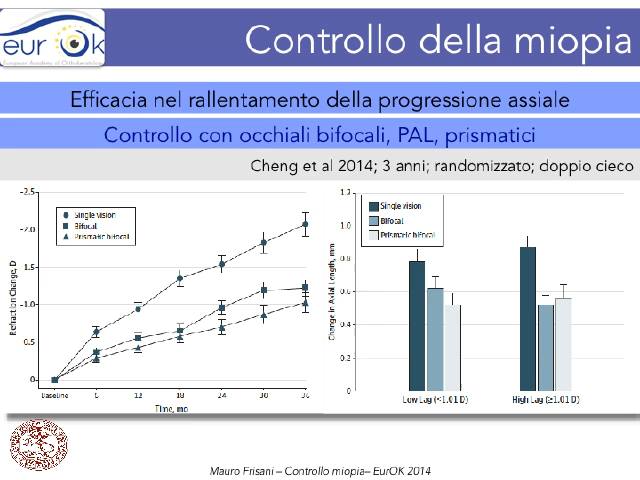 eurOk
European Academy of Orthokeratology
Controllo della miopia
Efficacia nel rallentamento della progressione assiale
Controllo con occhiali bifocali, PAL, prismatici
Cheng et al 2014; 3 anni; randomizzato; doppio cieco
-2.5
-2.0
1.5
-1.0
0.5
0
Refraction Change, D
Single vision
Bifocal
Prismatic bifocal
Baseline
6
12
18
24
30
36
Time, mo
1.2
1.0
0.8
0.6
0.4
0.2
0
Change in Axial Length, mm
Single vision
Bifocal
Prismatic bifocal
Low Lag (<1.01 D)
High Lag (≥1.01 D)
Mauro Frisani – Controllo miopia– EurOK 2014